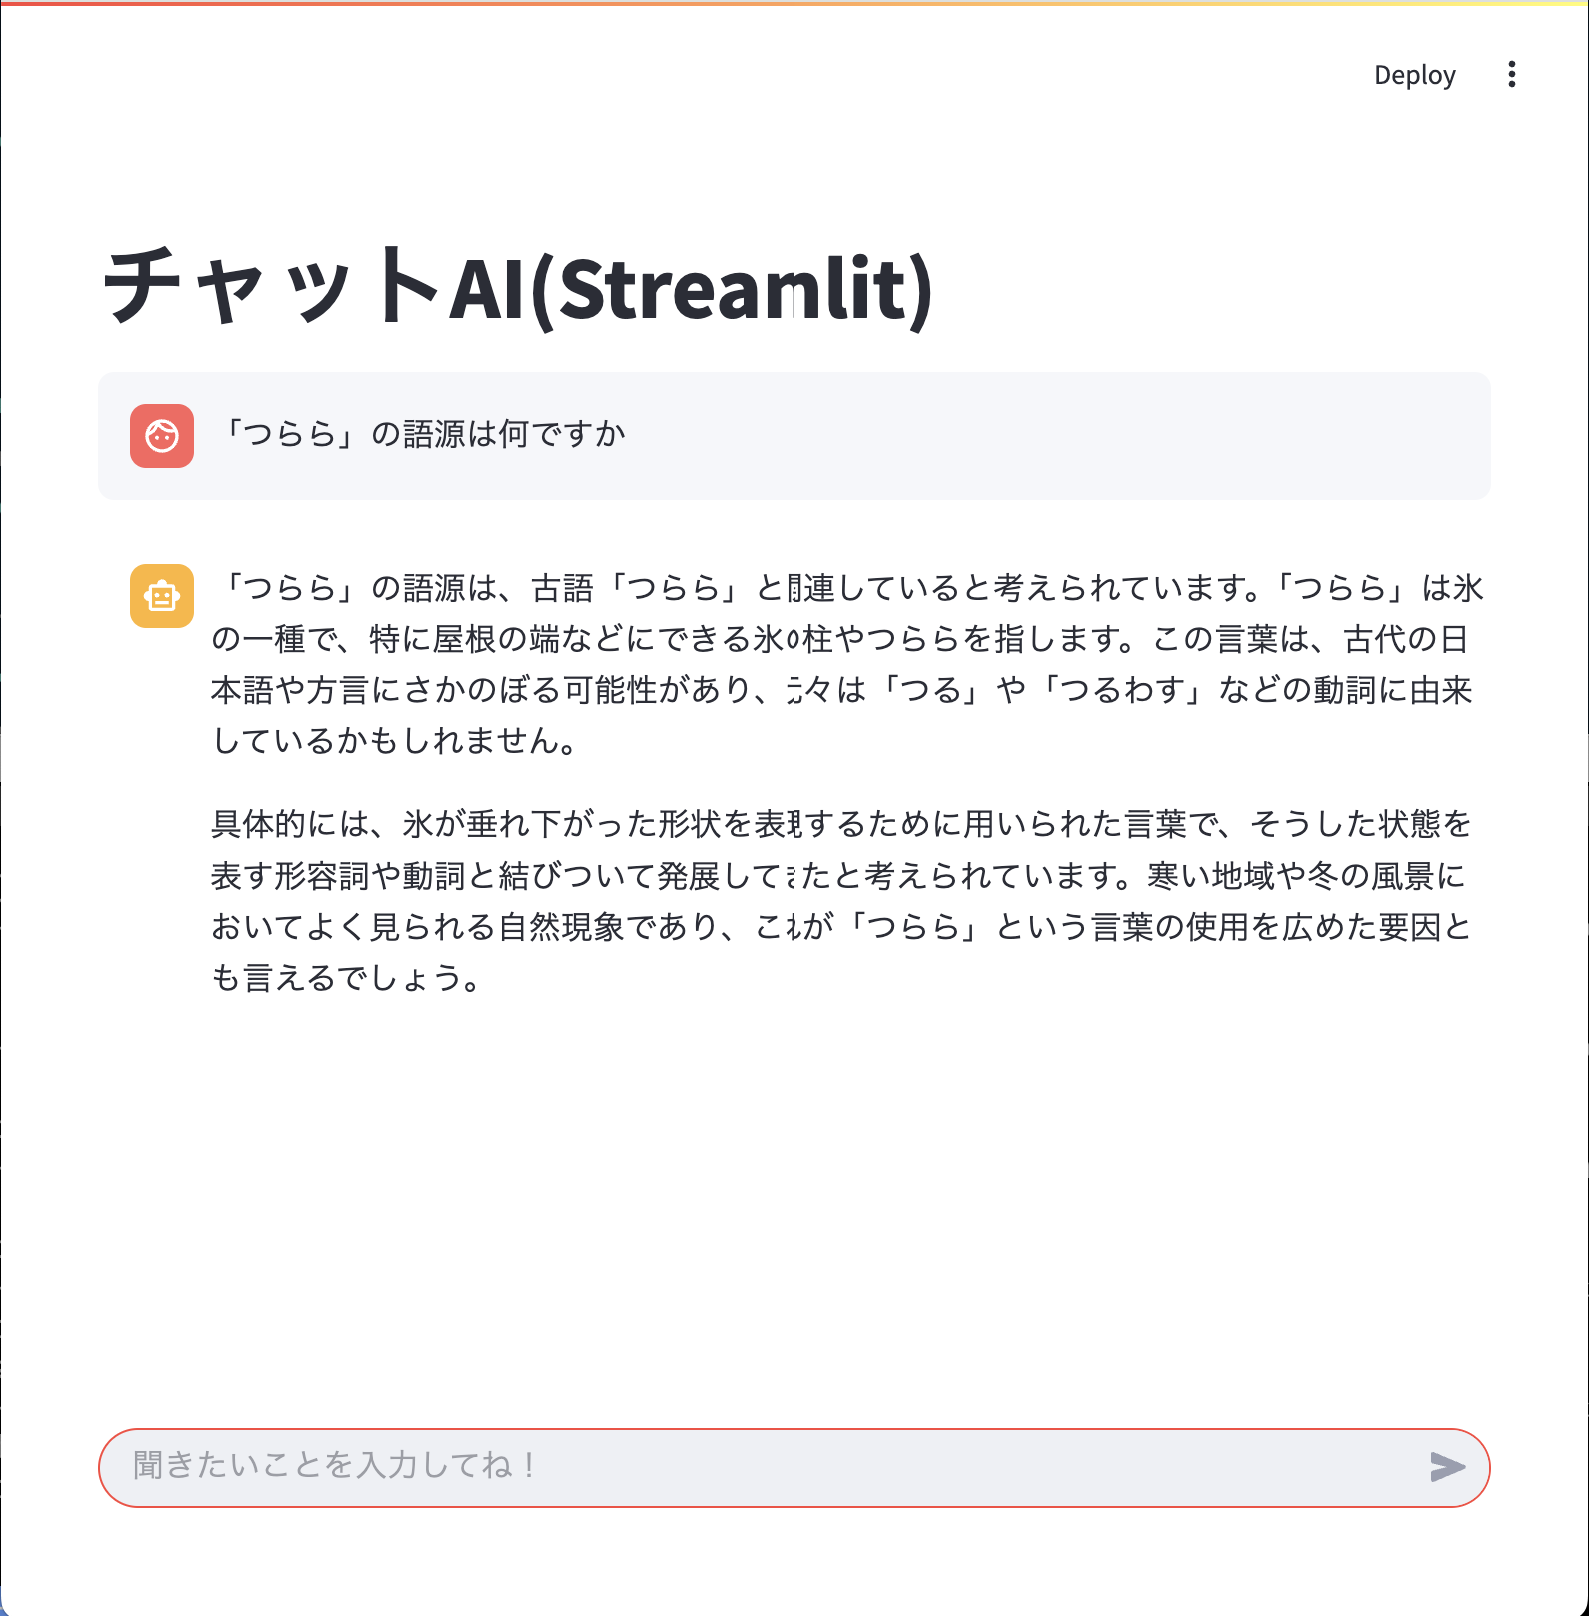 Deploy
チャットAI(Streamlit)
「つらら」の語源は何ですか
「つらら」の語源は、古語「つらら」と関連していると考えられています。「つらら」は氷
の一種で、特に屋根の端などにできる氷の柱やつららを指します。この言葉は、古代の日
本語や方言にさかのぼる可能性があり、元々は「つる」や「つるわす」などの動詞に由来
しているかもしれません。
具体的には、氷が垂れ下がった形状を表現するために用いられた言葉で、そうした状態を
表す形容詞や動詞と結びついて発展してきたと考えられています。寒い地域や冬の風景に
おいてよく見られる自然現象であり、これが「つらら」という言葉の使用を広めた要因と
も言えるでしょう。
聞きたいことを入力してね！